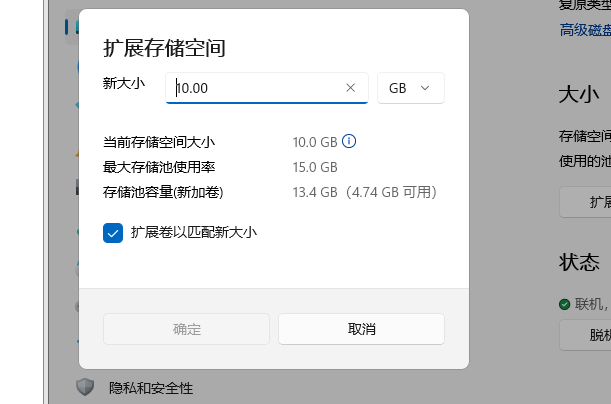 复原类型
高级磁盘
扩展存储空间
新大小
10.00
GB
当前存储空间大小 10.0 GB
最大存储池使用率 15.0 GB
存储池容量(新加卷) 13.4 GB（4.74 GB 可用）
扩展卷以匹配新大小
确定
取消
大小
存储空间
使用的池
扩展
状态
联机，
脱机
隐私和安全性